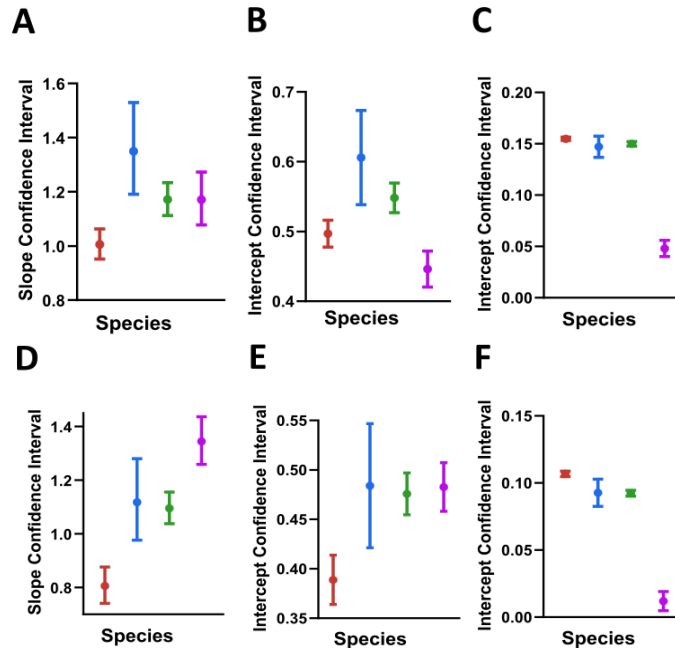 A
B
C
Slope Confidence Interval
1.6
1.4
1.2
1.0
0.8
Species
Intercept Confidence Interval
0.7
0.6
0.5
0.4
Species
Intercept Confidence Interval
0.20
0.15
0.10
0.05
0.00
Species
D
E
F
Slope Confidence Interval
1.4
1.2
1.0
0.8
Species
Intercept Confidence Interval
0.55
0.50
0.45
0.40
0.35
Species
Intercept Confidence Interval
0.15
0.10
0.05
0.00
Species